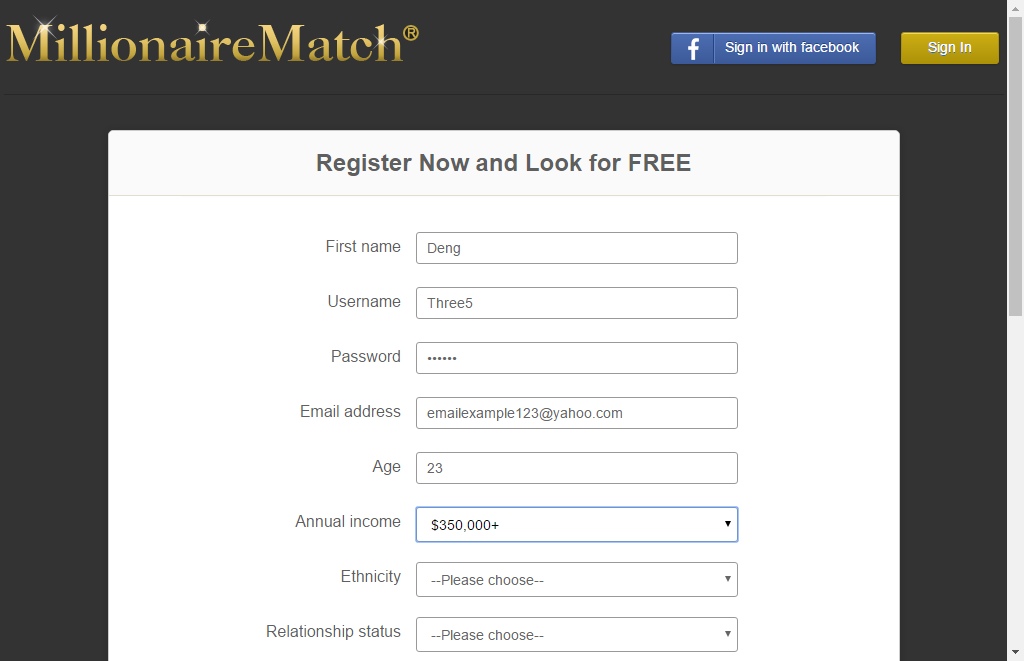 MillionaireMatch®
Sign in with facebook
Sign In
Register Now and Look for FREE
First name Deng
Username Three5
Password ••••••
Email address emailexample123@yahoo.com
Age 23
Annual income $350,000+
Ethnicity --Please choose--
Relationship status --Please choose--